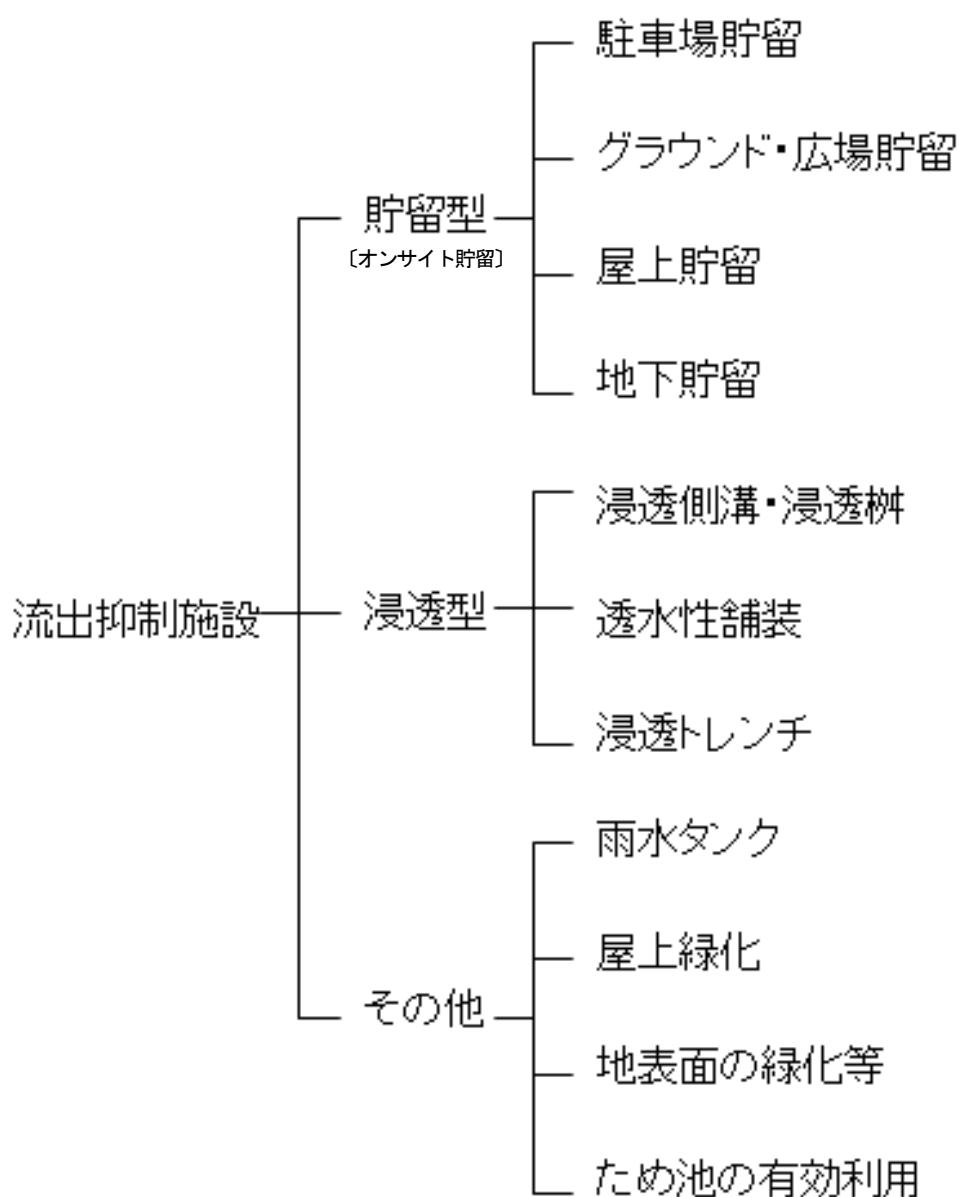 流出抑制施設
貯留型
〔オンサイト貯留〕
駐車場貯留
グラウンド・広場貯留
屋上貯留
地下貯留
浸透型
浸透側溝・浸透桝
透水性舗装
浸透トレンチ
その他
雨水タンク
屋上緑化
地表面の緑化等
ため池の有効利用